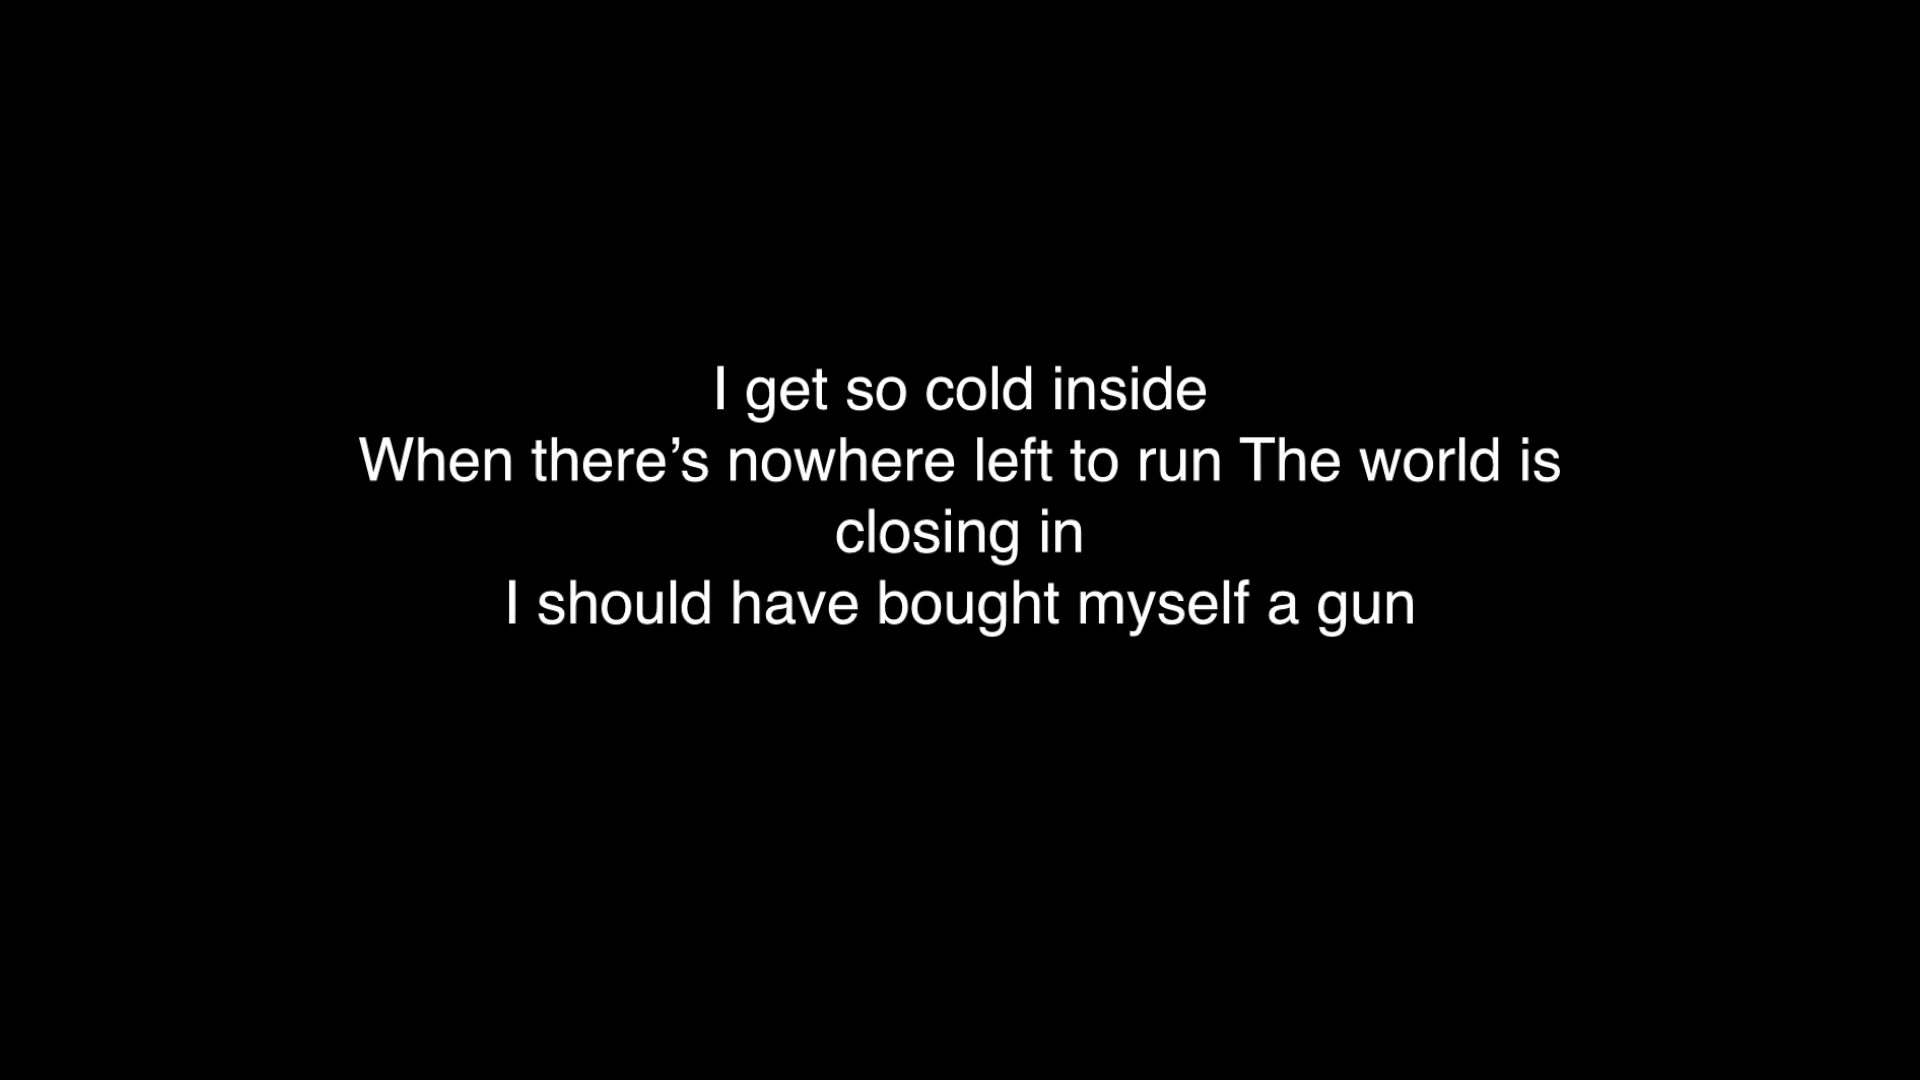 I get so cold inside
When there’s nowhere left to run The world is
closing in
I should have bought myself a gun